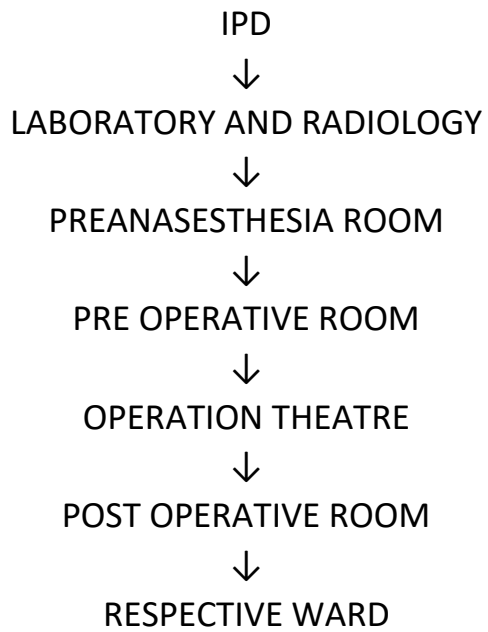 IPD
↓
LABORATORY AND RADIOLOGY
↓
PREANASESTHESIA ROOM
↓
PRE OPERATIVE ROOM
↓
OPERATION THEATRE
↓
POST OPERATIVE ROOM
↓
RESPECTIVE WARD